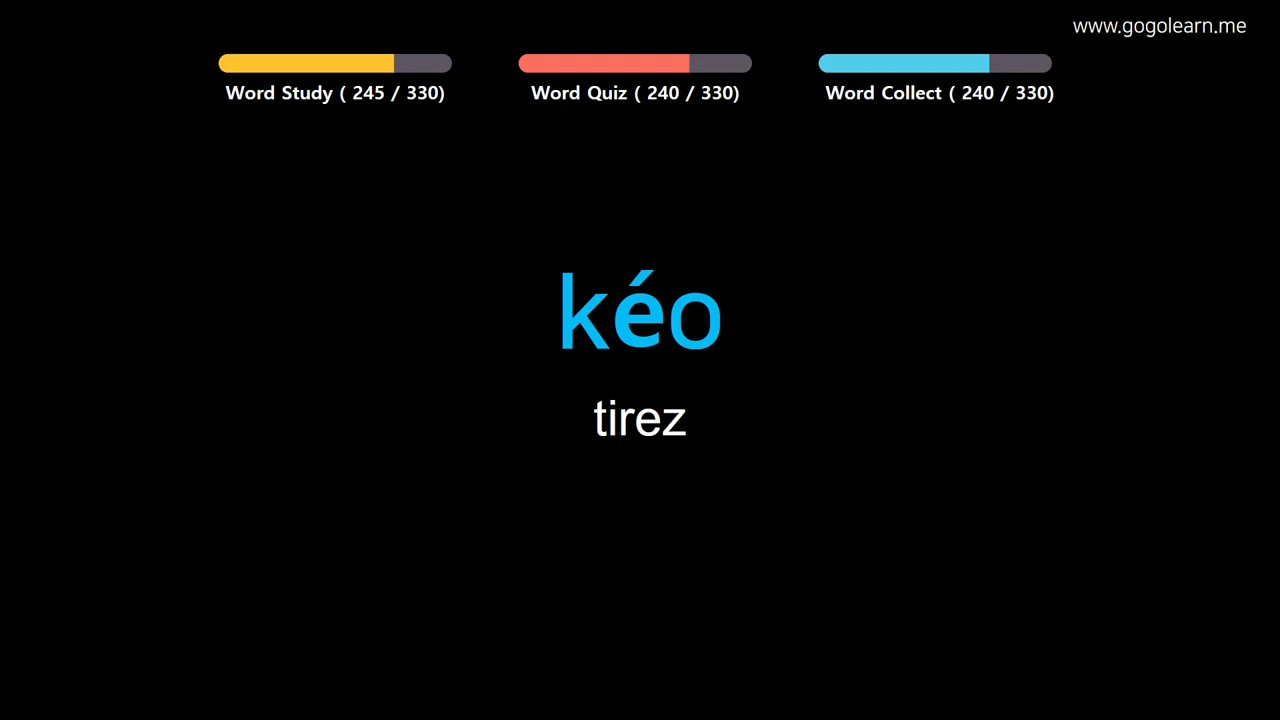 www.gogolearn.me
Word Study ( 245 / 330)
Word Quiz ( 240 / 330)
Word Collect ( 240 / 330)
kéo
tirez